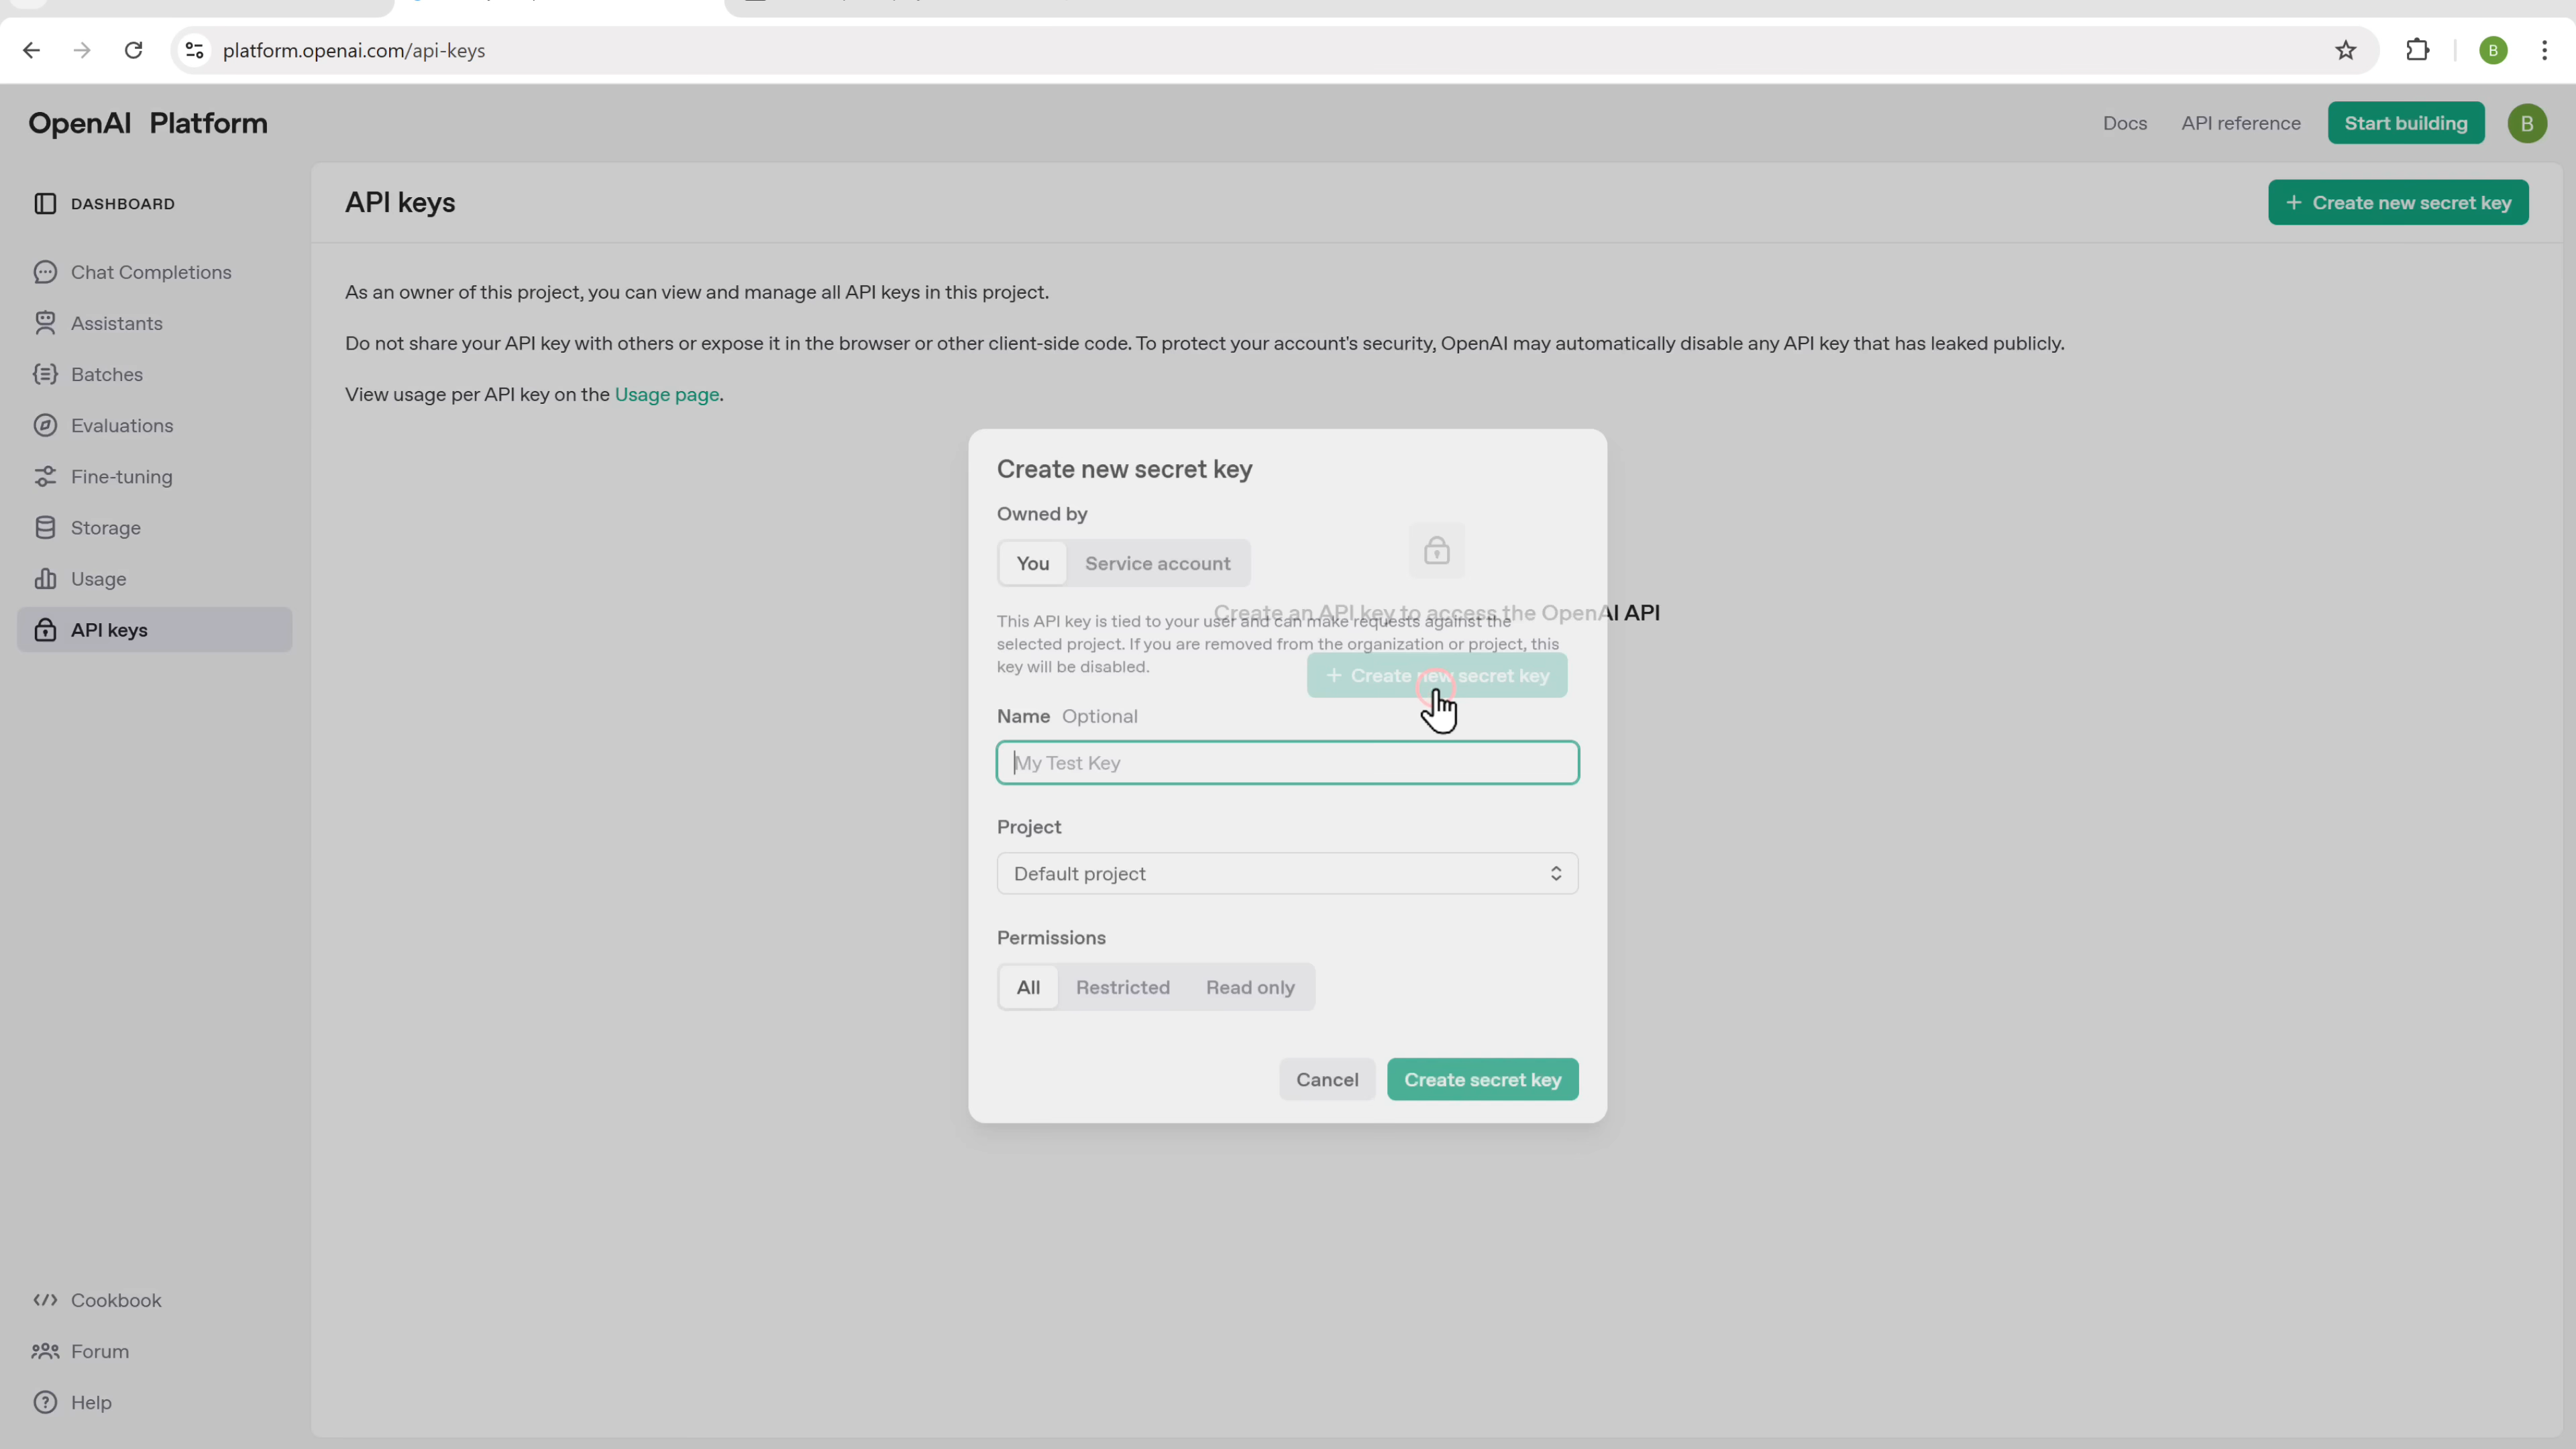 platform.openai.com/api-keys
B
OpenAI Platform
Docs
API reference
Start building
B
DASHBOARD
Chat Completions
Assistants
Batches
Evaluations
Fine-tuning
Storage
Usage
API keys
Cookbook
Forum
Help
API keys
+ Create new secret key
As an owner of this project, you can view and manage all API keys in this project.
Do not share your API key with others or expose it in the browser or other client-side code. To protect your account's security, OpenAI may automatically disable any API key that has leaked publicly.
View usage per API key on the Usage page.
Create an API key to access the OpenAI API
+ Create new secret key
Create new secret key
Owned by
You
Service account
This API key is tied to your user and can make requests against the
selected project. If you are removed from the organization or project, this
key will be disabled.
Name Optional
My Test Key
Project
Default project
Permissions
All
Restricted
Read only
Cancel
Create secret key